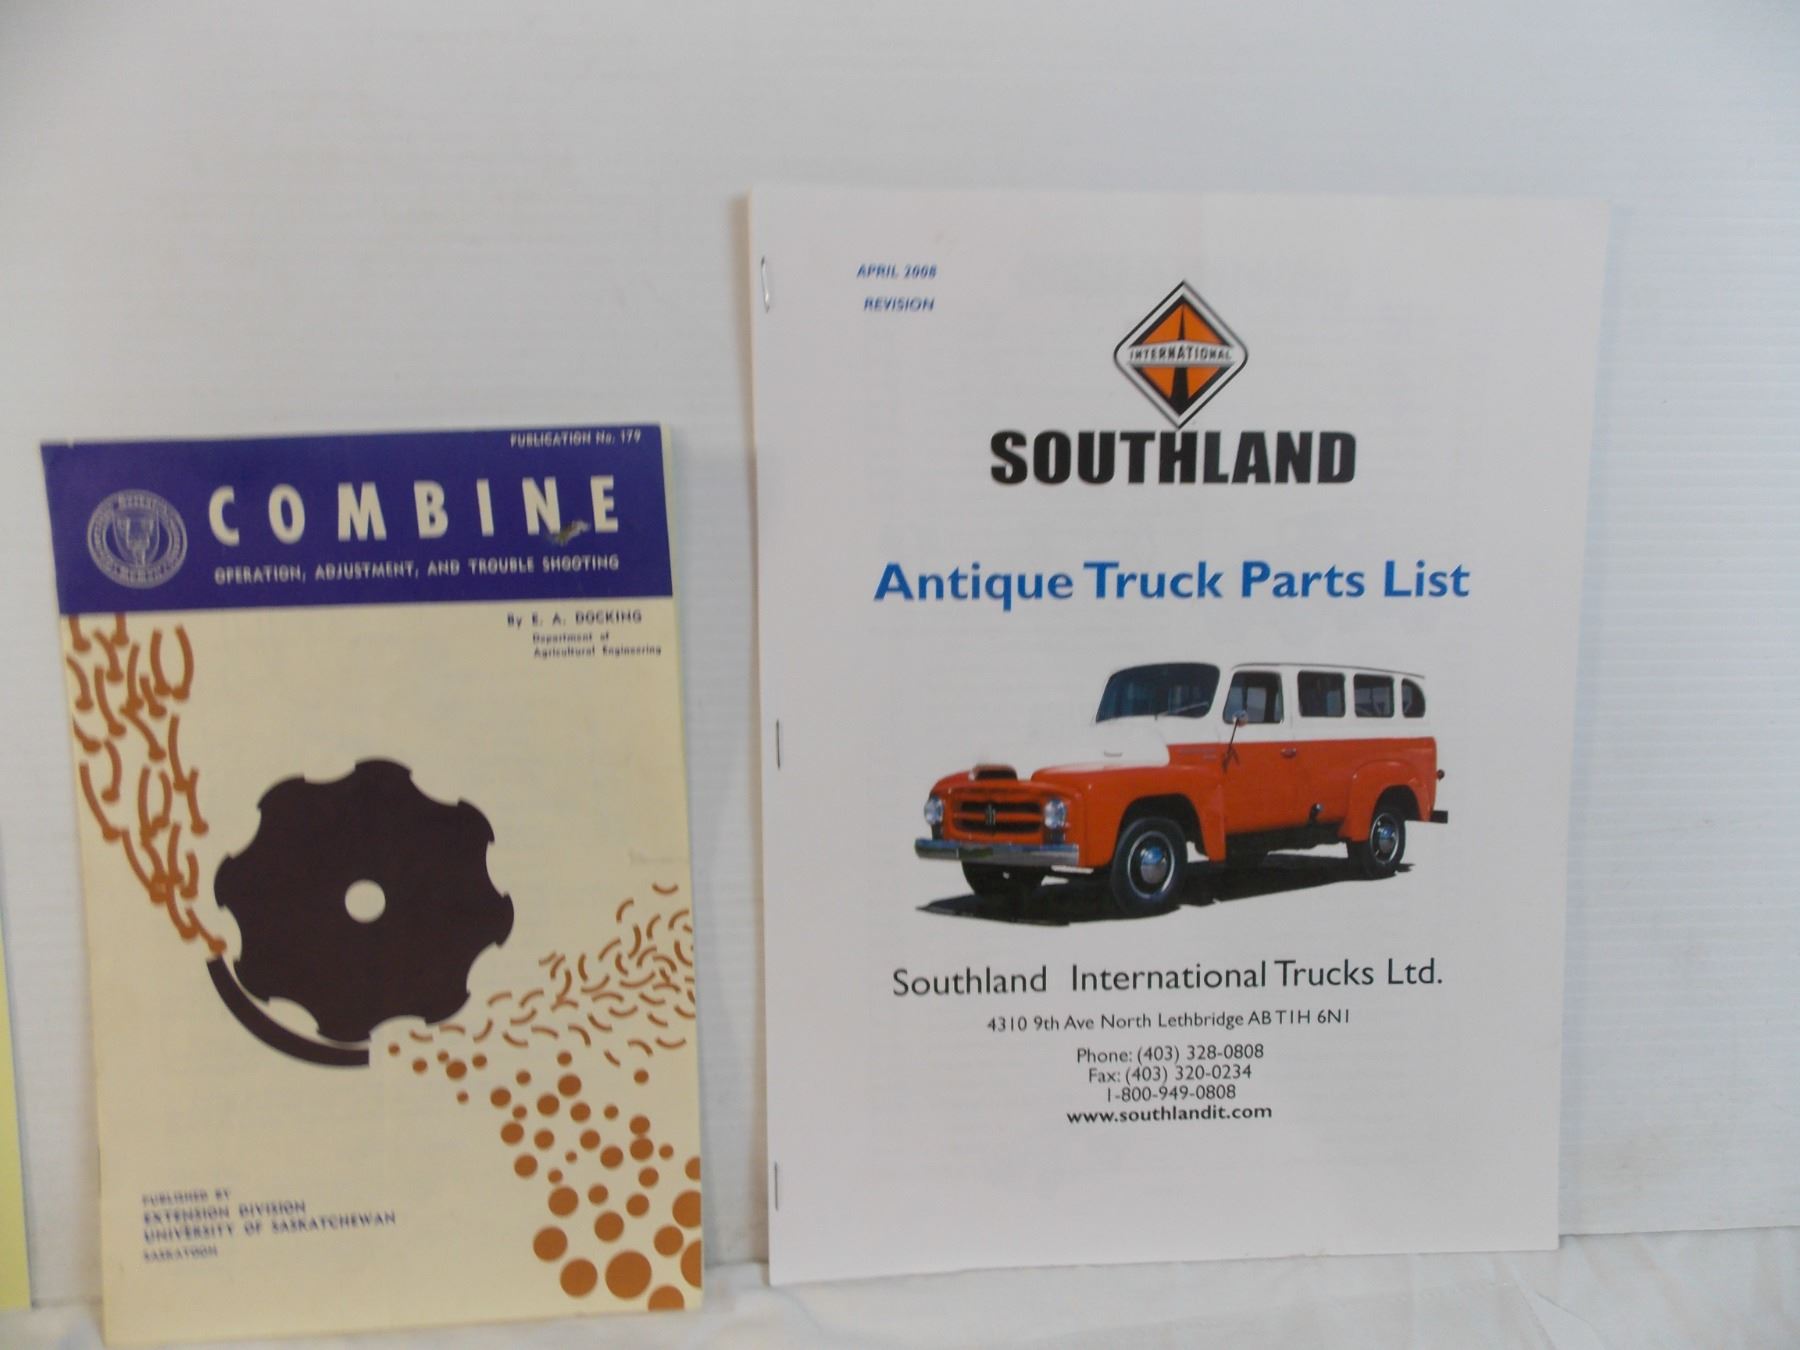 PUBLICATION No. 179
COMBINE
OPERATION, ADJUSTMENT, AND TROUBLE SHOOTING
By E. A. DOCKING
Department of
Agricultural Engineering
PUBLISHED BY
EXTENSION DIVISION
UNIVERSITY OF SASKATCHEWAN
SASKATOON
APRIL 2008
REVISION
INTERNATIONAL
SOUTHLAND
Antique Truck Parts List
Southland International Trucks Ltd.
4310 9th Ave North Lethbridge AB T1H 6N1
Phone: (403) 328-0808
Fax: (403) 320-0234
1-800-949-0808
www.southlandit.com